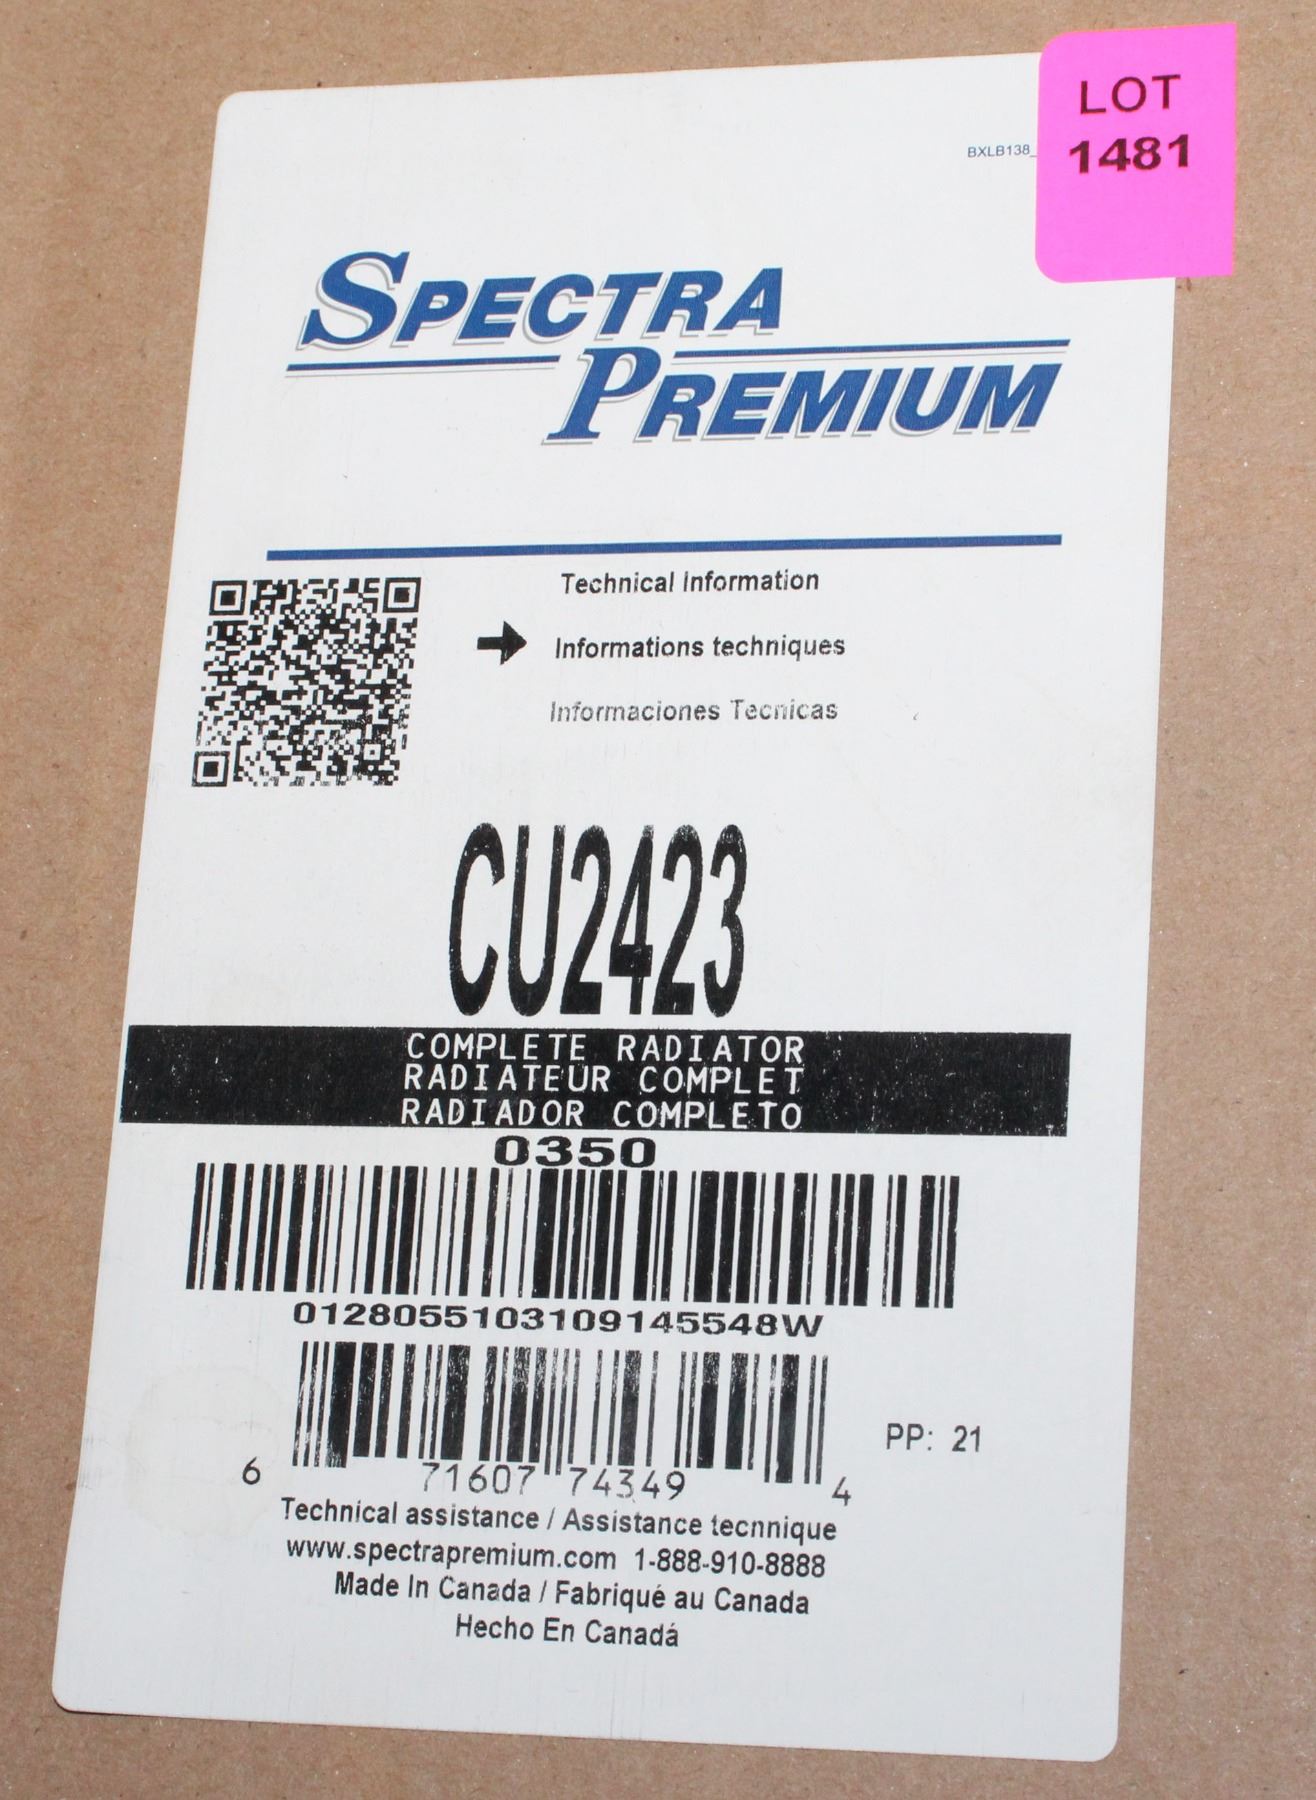 LOT
1481
BXLB138_
SPECTRA
PREMIUM
Technical Information
Informations techniques
Informaciones Tecnicas
CU2423
COMPLETE RADIATOR
RADIATEUR COMPLET
RADIADOR COMPLETO
0350
0128055103109145548W
6 71607 74349 4
PP: 21
Technical assistance / Assistance tecnnique
www.spectrapremium.com 1-888-910-8888
Made In Canada / Fabriqué au Canada
Hecho En Canadá